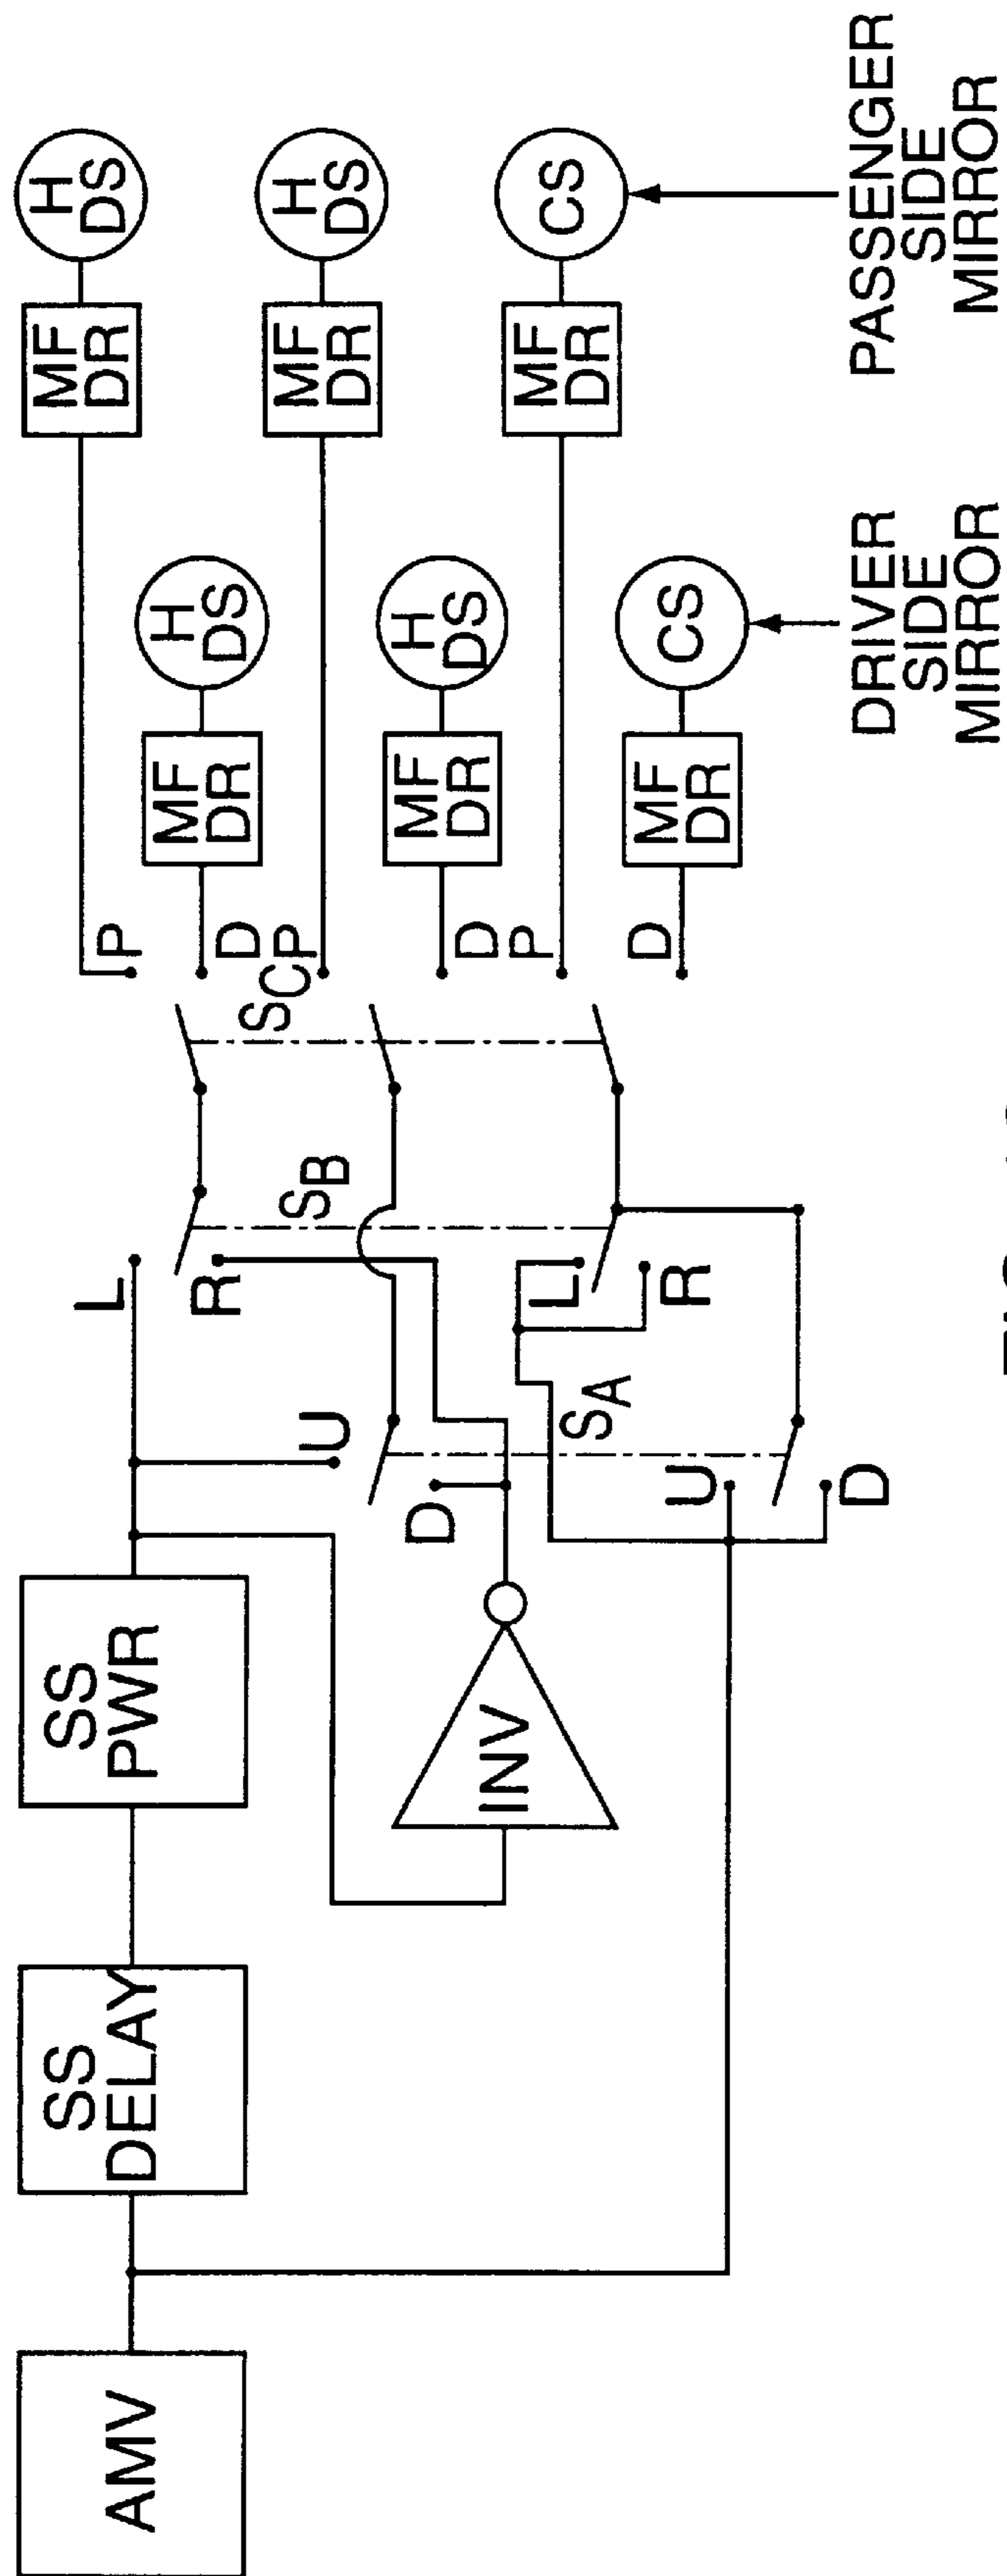 AMV
SS
DELAY
SS
PWR
INV
L
R
U
D
SB
SA
L
R
U
D
SC
P
D
P
D
P
D
MF
DR
H
DS
MF
DR
H
DS
MF
DR
H
DS
MF
DR
H
DS
MF
DR
CS
MF
DR
CS
DRIVER
SIDE
MIRROR
PASSENGER
SIDE
MIRROR